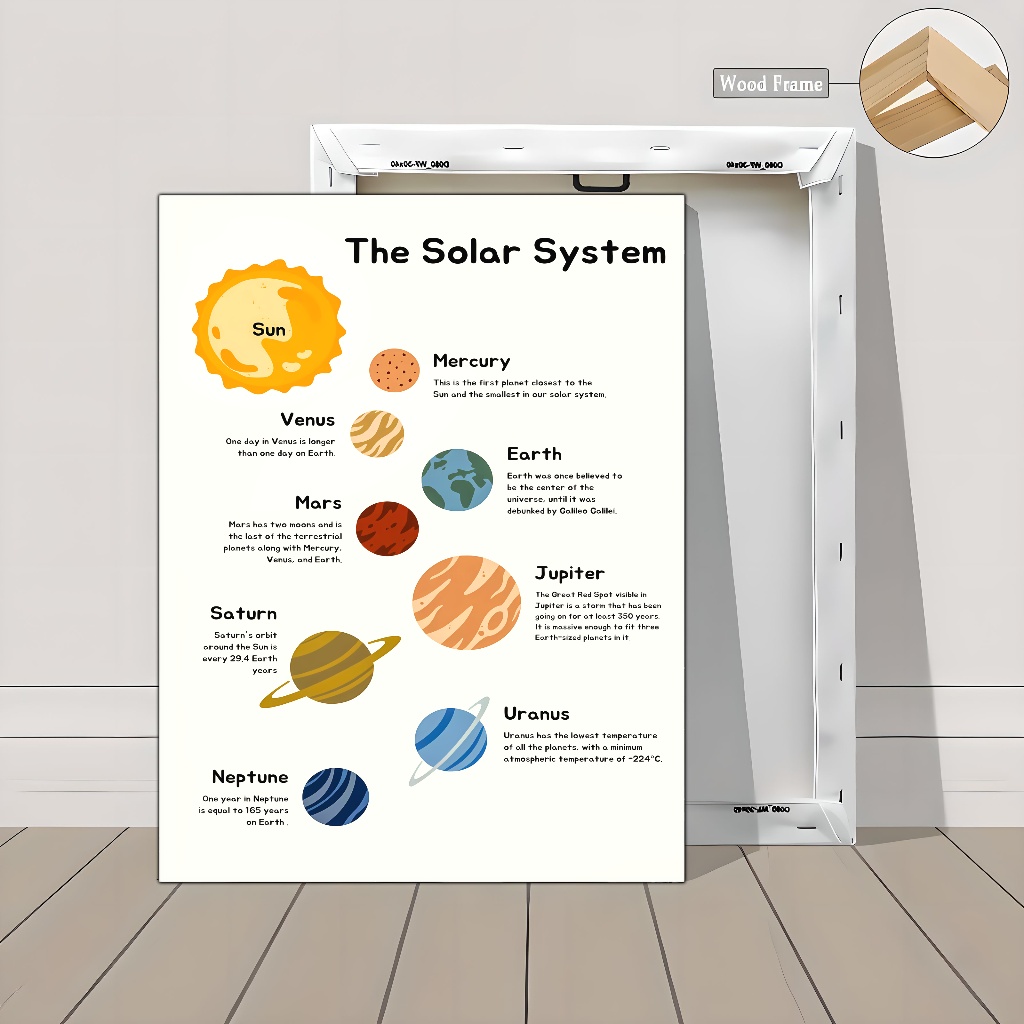 Wood Frame
The Solar System
Sun
Mercury
This is the first planet closest to the
Sun and the smallest in our solar system.
Venus
One day in Venus is longer
than one day on Earth.
Earth
Earth was once believed to
be the center of the
universe, until it was
debunked by Galileo Galilei.
Mars
Mars has two moons and is
the last of the terrestrial
planets along with Mercury,
Venus, and Earth.
Jupiter
The Great Red Spot visible in
Jupiter is a storm that has been
going on for at least 350 years.
It is massive enough to fit three
Earth-sized planets in it
Saturn
Saturn's orbit
around the Sun is
every 29.4 Earth
years
Uranus
Uranus has the lowest temperature
of all the planets, with a minimum
atmospheric temperature of -224°C.
Neptune
One year in Neptune
is equal to 165 years
on Earth .